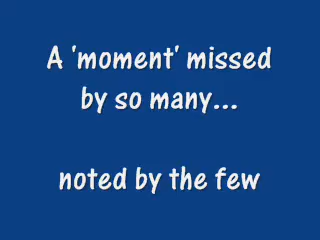 A 'moment' missed
by so many...
noted by the few